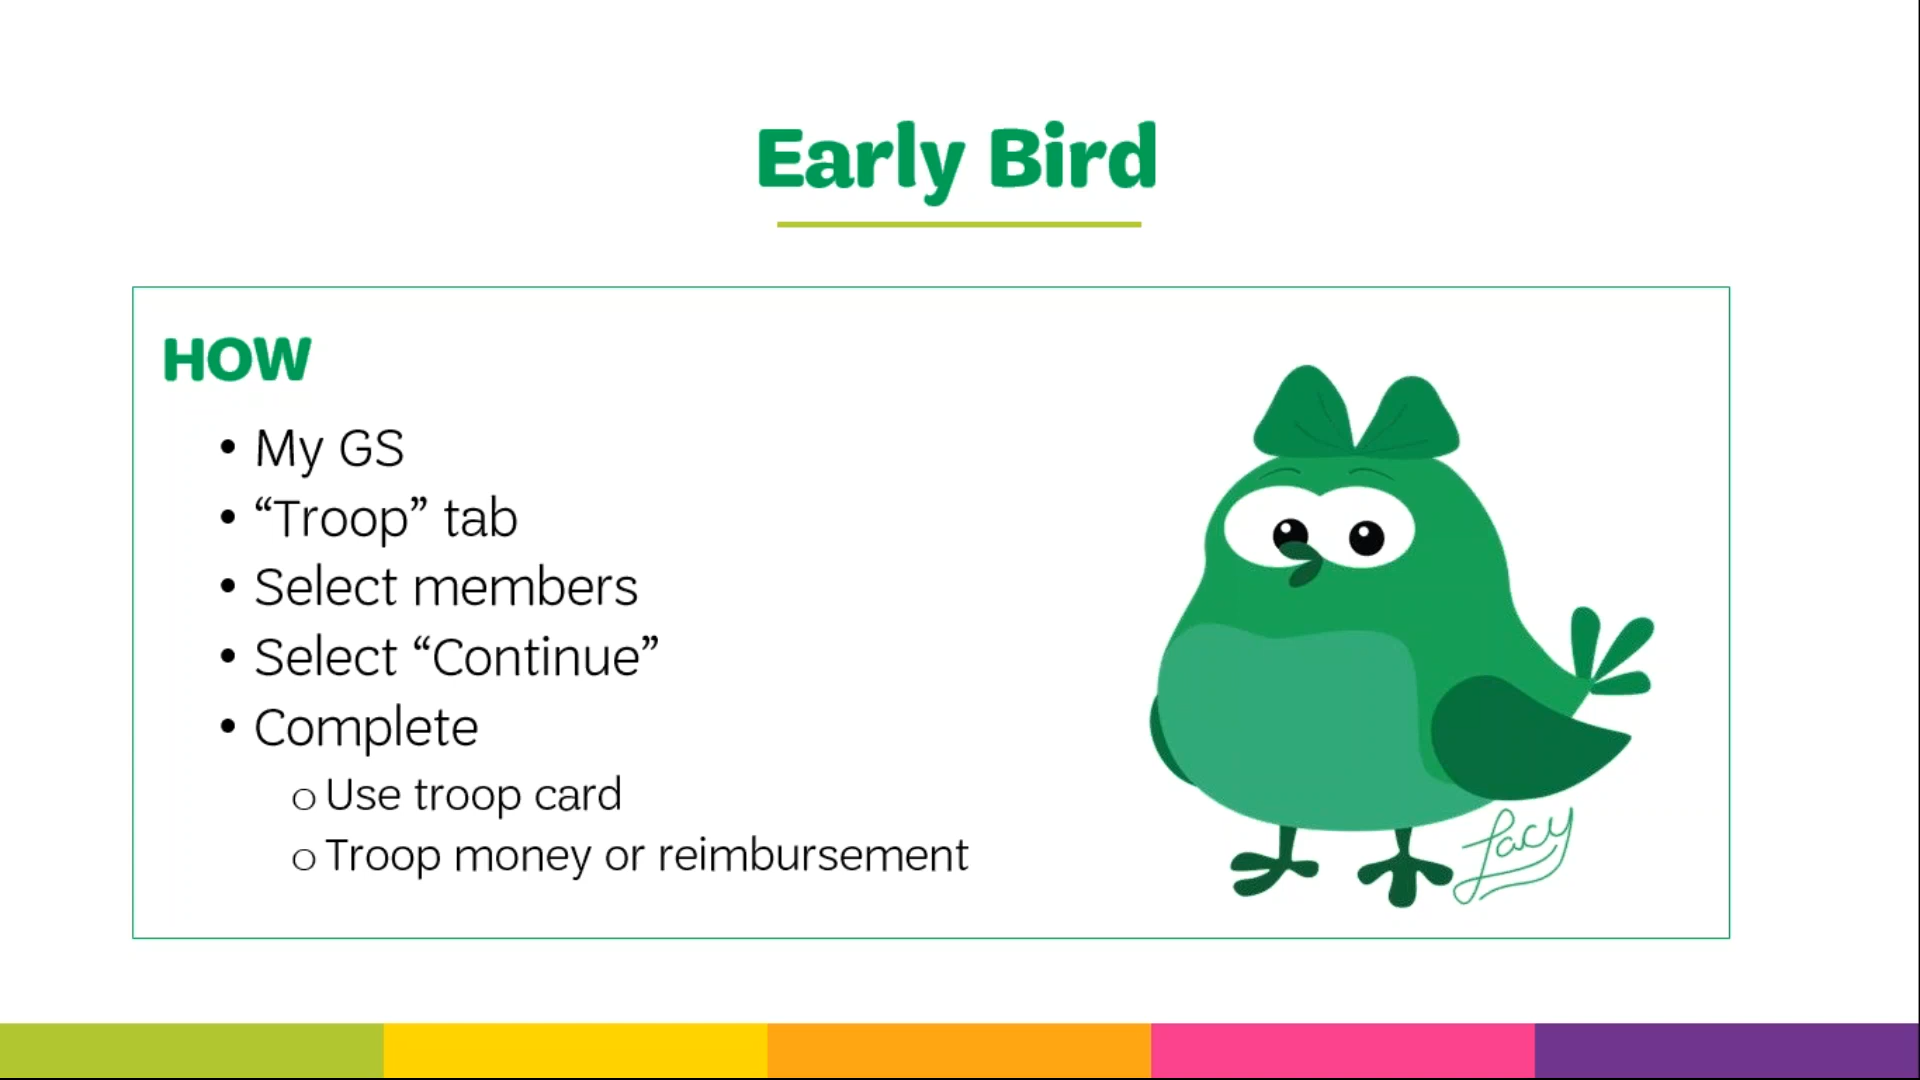 Early Bird
HOW
• My GS
• “Troop” tab
• Select members
• Select “Continue”
• Complete
o Use troop card
o Troop money or reimbursement
Lacy